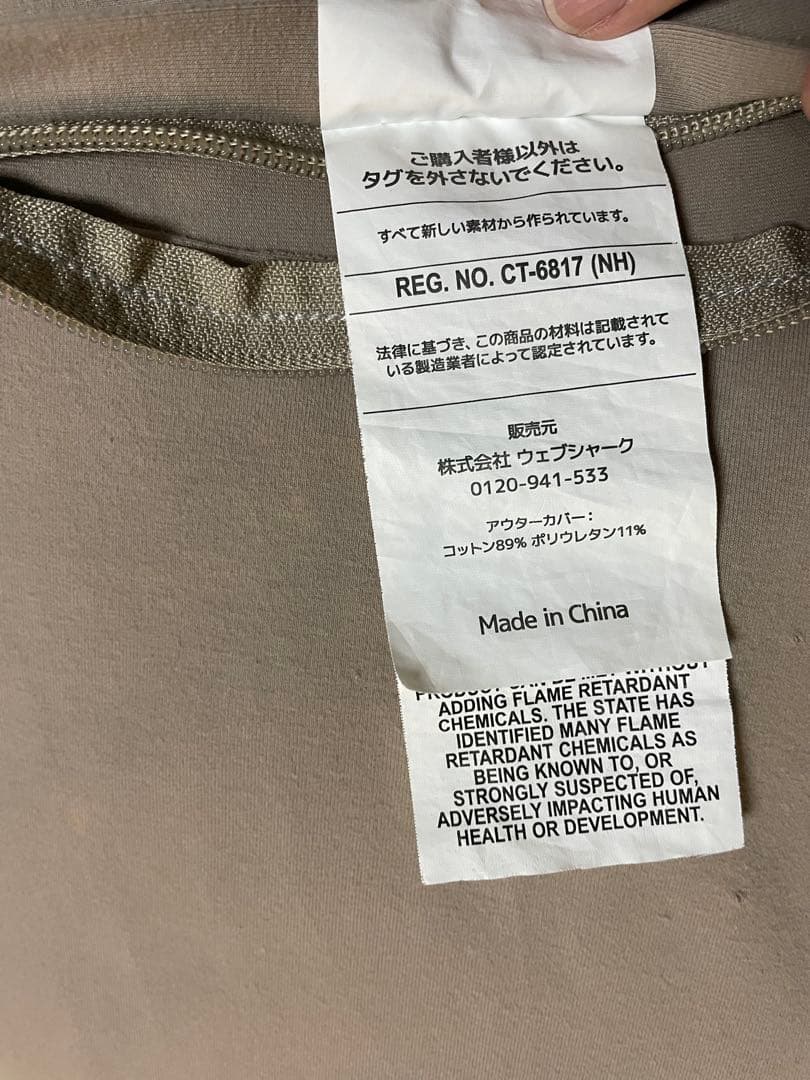 ご購入者様以外は
タグを外さないでください。
すべて新しい素材から作られています。
REG. NO. CT-6817 (NH)
法律に基づき、この商品の材料は記載されて
いる製造業者によって認定されています。
販売元
株式会社 ウェブシャーク
0120-941-533
アウターカバー：
コットン89% ポリウレタン11%
Made in China
PRODUCT CAN BE MET WITHOUT
ADDING FLAME RETARDANT
CHEMICALS. THE STATE HAS
IDENTIFIED MANY FLAME
RETARDANT CHEMICALS AS
BEING KNOWN TO, OR
STRONGLY SUSPECTED OF,
ADVERSELY IMPACTING HUMAN
HEALTH OR DEVELOPMENT.